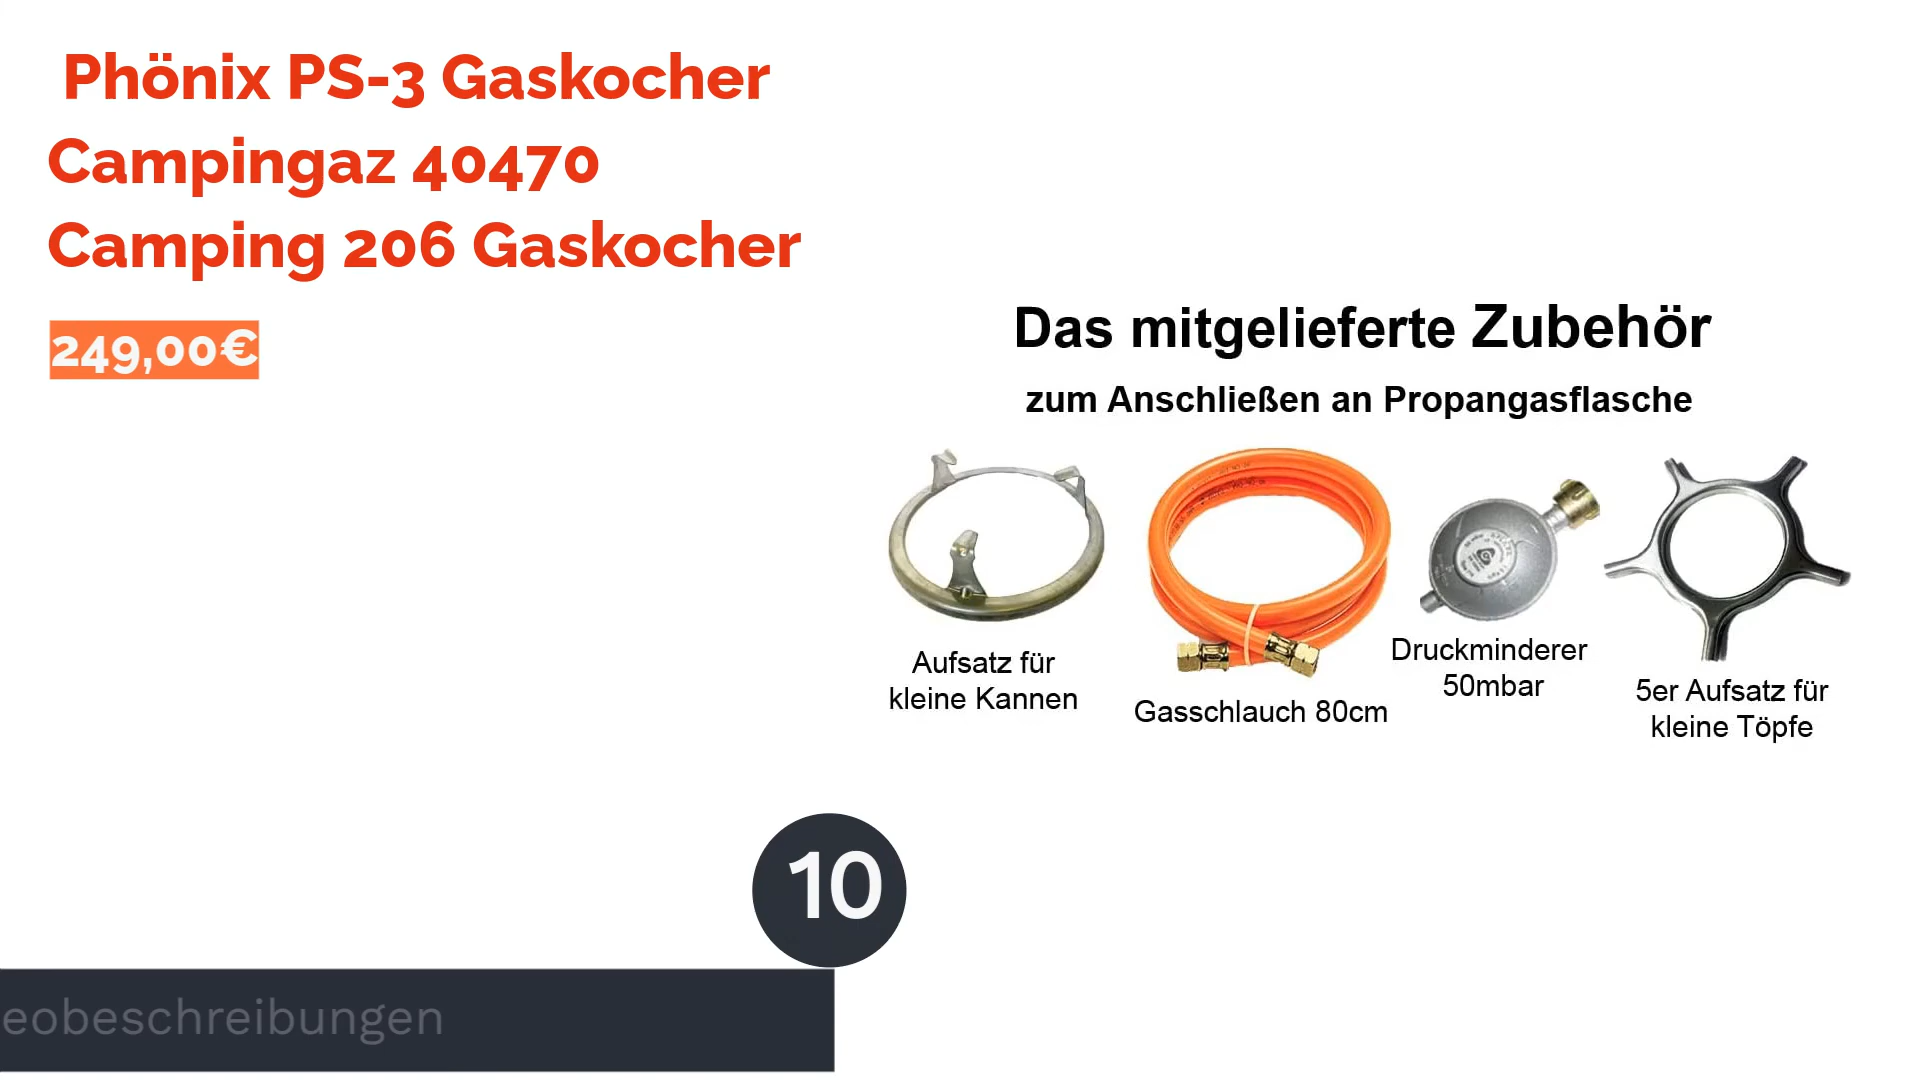 Phönix PS-3 Gaskocher
Campingaz 40470
Camping 206 Gaskocher
249,00€
Das mitgelieferte Zubehör
zum Anschließen an Propangasflasche
Aufsatz für
kleine Kannen
Gasschlauch 80cm
Druckminderer
50mbar
5er Aufsatz für
kleine Töpfe
10
eobeschreibungen